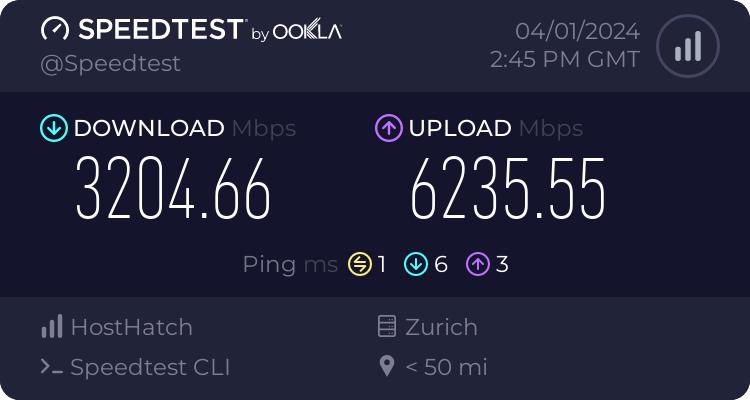 SPEEDTEST by OOKLA
@Speedtest
04/01/2024
2:45 PM GMT
DOWNLOAD Mbps
3204.66
UPLOAD Mbps
6235.55
Ping ms 1 6 3
HostHatch
Zurich
Speedtest CLI
< 50 mi